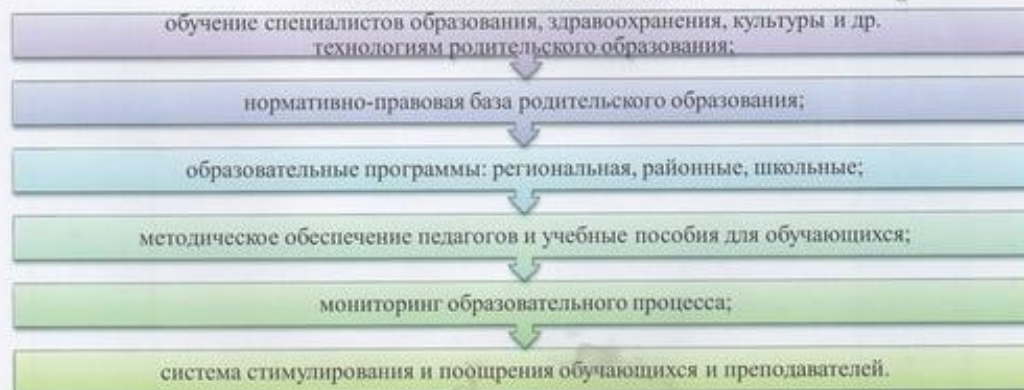 обучение специалистов образования, здравоохранения, культуры и др.
технологиям родительского образования;
нормативно-правовая база родительского образования;
образовательные программы: региональная, районные, школьные;
методическое обеспечение педагогов и учебные пособия для обучающихся;
мониторинг образовательного процесса;
система стимулирования и поощрения обучающихся и преподавателей.